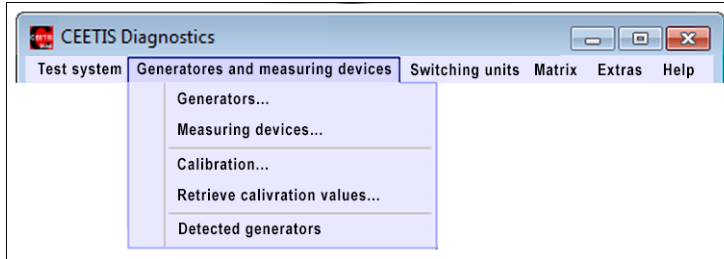 CEETIS Diagnostics
Test system Generatores and measuring devices Switching units Matrix Extras Help
Generators...
Measuring devices...
Calibration...
Retrieve calivration values...
Detected generators